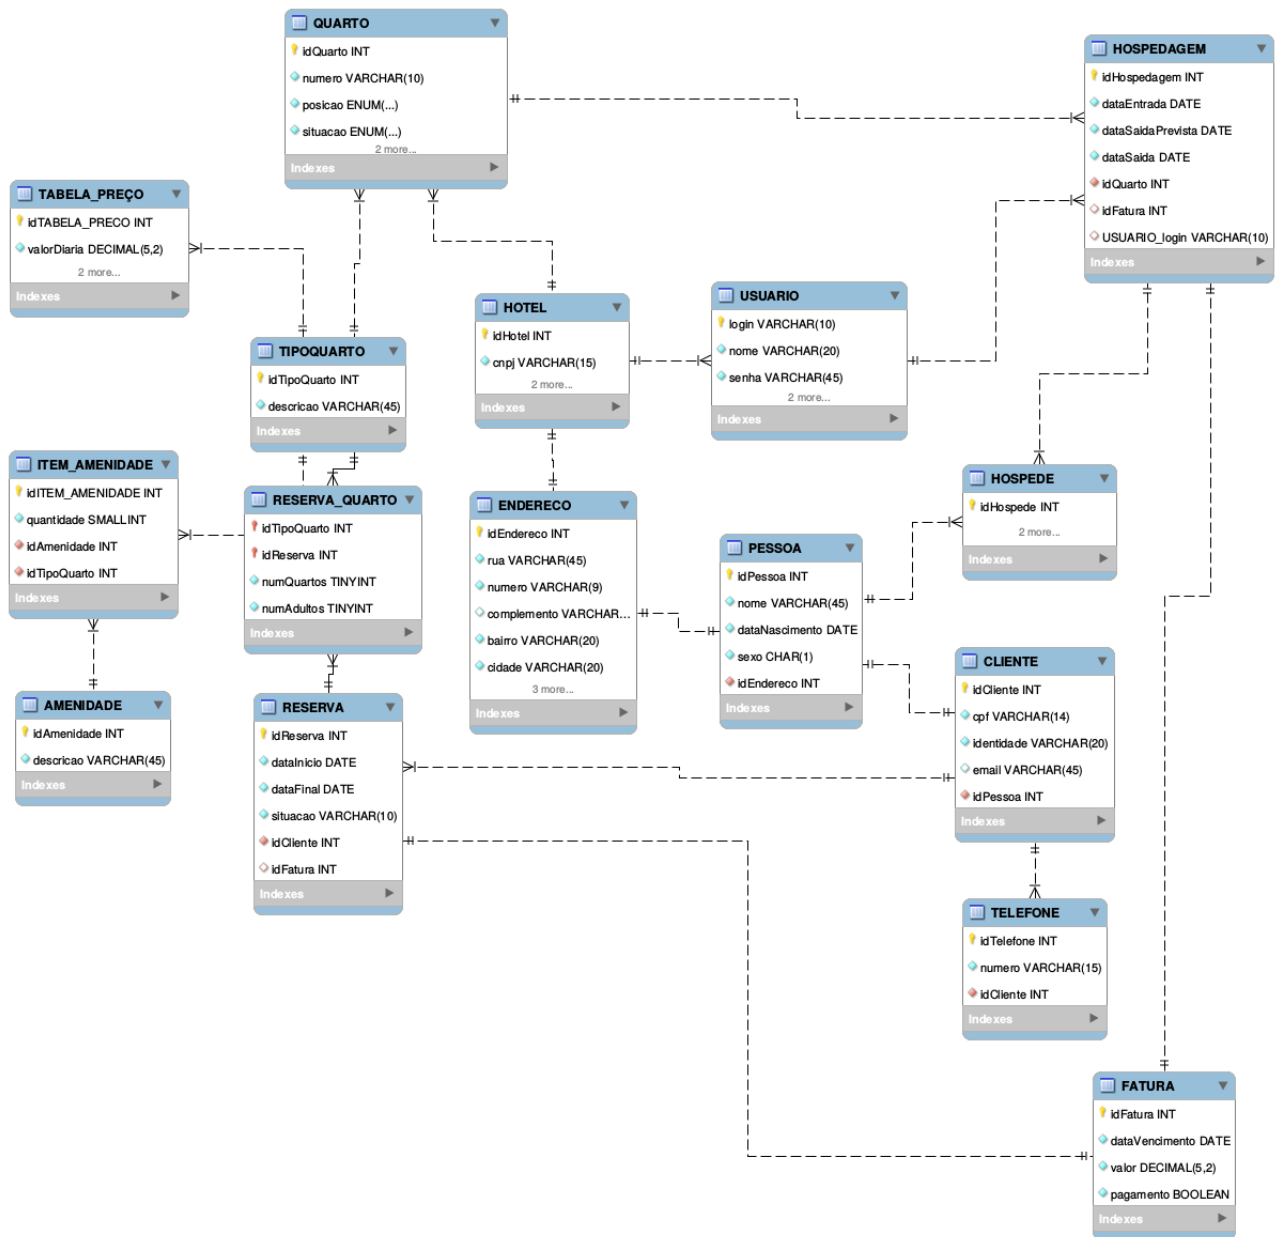 QUARTO
idQuarto INT
numero VARCHAR(10)
posicao ENUM(...)
situacao ENUM(...)
2 more...
Indexes
HOSPEDAGEM
idHospedagem INT
dataEntrada DATE
dataSaidaPrevista DATE
dataSaida DATE
idQuarto INT
idFatura INT
USUARIO_login VARCHAR(10)
Indexes
TABELA_PREÇO
idTABELA_PRECO INT
valorDiaria DECIMAL(5,2)
2 more...
Indexes
HOTEL
idHotel INT
cnpj VARCHAR(15)
2 more...
Indexes
USUARIO
login VARCHAR(10)
nome VARCHAR(20)
senha VARCHAR(45)
2 more...
Indexes
TIPOQUARTO
idTipoQuarto INT
descricao VARCHAR(45)
Indexes
ITEM_AMENIDADE
idITEM_AMENIDADE INT
quantidade SMALLINT
idAmenidade INT
idTipoQuarto INT
Indexes
RESERVA_QUARTO
idTipoQuarto INT
idReserva INT
numQuartos TINYINT
numAdultos TINYINT
Indexes
ENDERECO
idEndereco INT
rua VARCHAR(45)
numero VARCHAR(9)
complemento VARCHAR...
bairro VARCHAR(20)
cidade VARCHAR(20)
3 more...
Indexes
PESSOA
idPessoa INT
nome VARCHAR(45)
dataNascimento DATE
sexo CHAR(1)
idEndereco INT
Indexes
HOSPEDE
idHospede INT
2 more...
Indexes
AMENIDADE
idAmenidade INT
descricao VARCHAR(45)
Indexes
RESERVA
idReserva INT
dataInicio DATE
dataFinal DATE
situacao VARCHAR(10)
idCliente INT
idFatura INT
Indexes
CLIENTE
idCliente INT
cpf VARCHAR(14)
identidade VARCHAR(20)
email VARCHAR(45)
idPessoa INT
Indexes
TELEFONE
idTelefone INT
numero VARCHAR(15)
idCliente INT
Indexes
FATURA
idFatura INT
dataVencimento DATE
valor DECIMAL(5,2)
pagamento BOOLEAN
Indexes